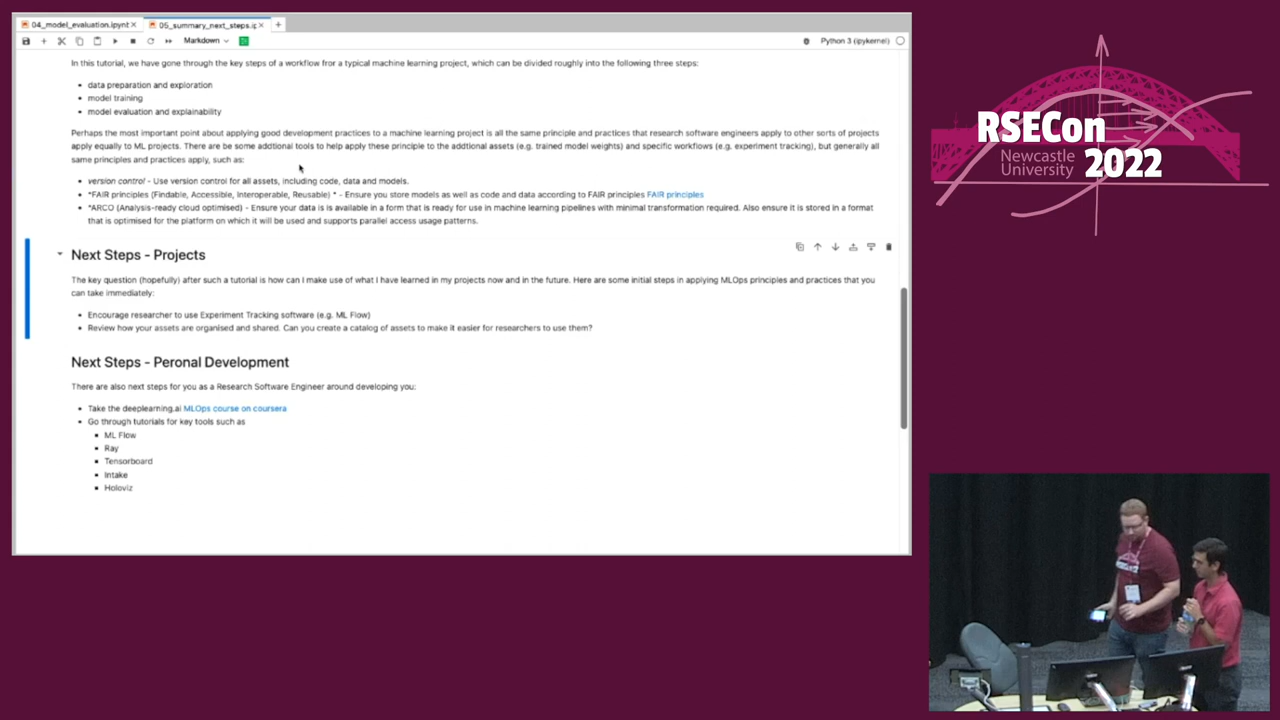 04_model_evaluation.ipynt
05_summary_next_steps.ip
Markdown
Python 3 (ipykernel)
In this tutorial, we have gone through the key steps of a workflow fror a typical machine learning project, which can be divided roughly into the following three steps:
data preparation and exploration
model training
model evaluation and explainability
Perhaps the most important point about applying good development practices to a machine learning project is all the same principle and practices that research software engineers apply to other sorts of projects
apply equally to ML projects. There are be some addtional tools to help apply these principle to the addtional assets (e.g. trained model weights) and specific workflows (e.g. experiment tracking), but generally all
same principles and practices apply, such as:
version control - Use version control for all assets, including code, data and models.
*FAIR principles (Findable, Accessible, Interoperable, Reusable) * - Ensure you store models as well as code and data according to FAIR principles FAIR principles
*ARCO (Analysis-ready cloud optimised) - Ensure your data is is available in a form that is ready for use in machine learning pipelines with minimal transformation required. Also ensure it is stored in a format
that is optimised for the platform on which it will be used and supports parallel access usage patterns.
Next Steps - Projects
The key question (hopefully) after such a tutorial is how can I make use of what I have learned in my projects now and in the future. Here are some initial steps in applying MLOps principles and practices that you
can take immediately:
Encourage researcher to use Experiment Tracking software (e.g. ML Flow)
Review how your assets are organised and shared. Can you create a catalog of assets to make it easier for researchers to use them?
Next Steps - Peronal Development
There are also next steps for you as a Research Software Engineer around developing you:
Take the deeplearning.ai MLOps course on coursera
Go through tutorials for key tools such as
ML Flow
Ray
Tensorboard
Intake
Holoviz
RSECon
Newcastle
University
2022